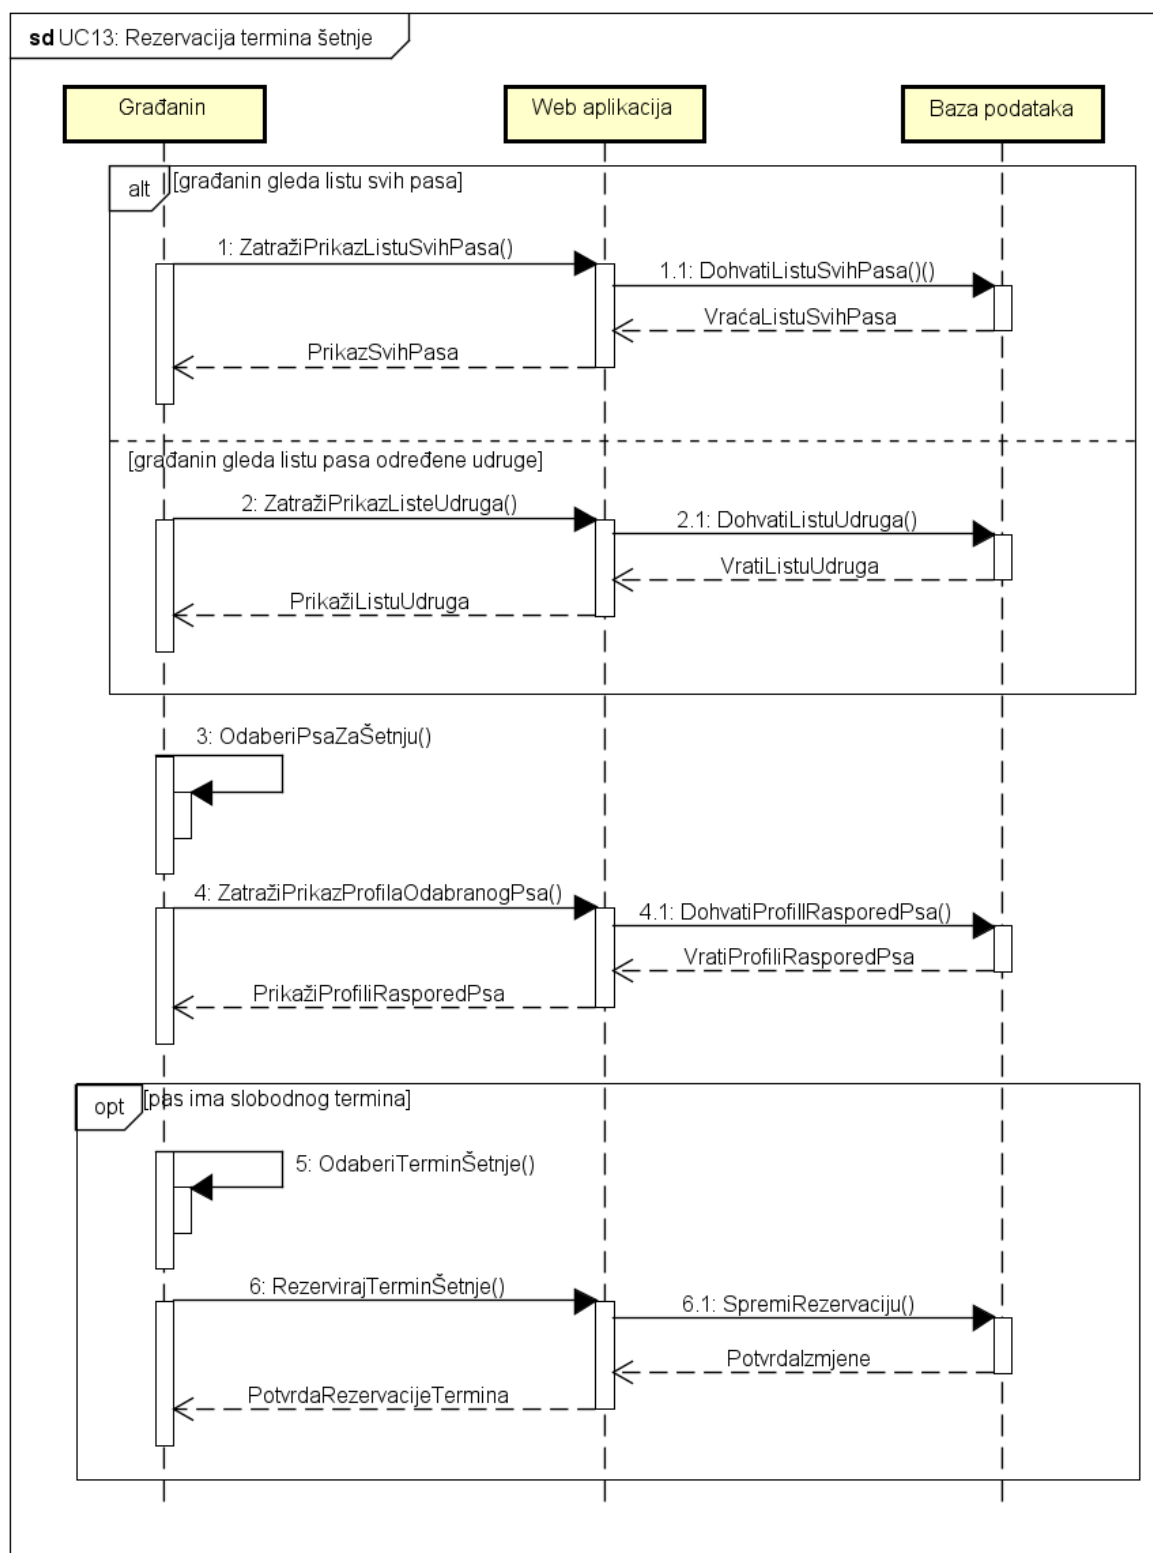 sd UC13: Rezervacija termina šetnje
Građanin
Web aplikacija
Baza podataka
alt
[građanin gleda listu svih pasa]
1: ZatražiPrikazListuSvihPasa()
1.1: DohvatiListuSvihPasa()()
VraćaListuSvihPasa
PrikazSvihPasa
[građanin gleda listu pasa određene udruge]
2: ZatražiPrikazListeUdruga()
2.1: DohvatiListuUdruga()
VratiListuUdruga
PrikažiListuUdruga
3: OdaberiPsaZaŠetnju()
4: ZatražiPrikazProfilaOdabranogPsa()
4.1: DohvatiProfilIRasporedPsa()
VratiProfiliRasporedPsa
PrikažiProfiliRasporedPsa
opt
[pas ima slobodnog termina]
5: OdaberiTerminŠetnje()
6: RezervirajTerminŠetnje()
6.1: SpremiRezervaciju()
PotvrdaIzmjene
PotvrdaRezervacijeTermina